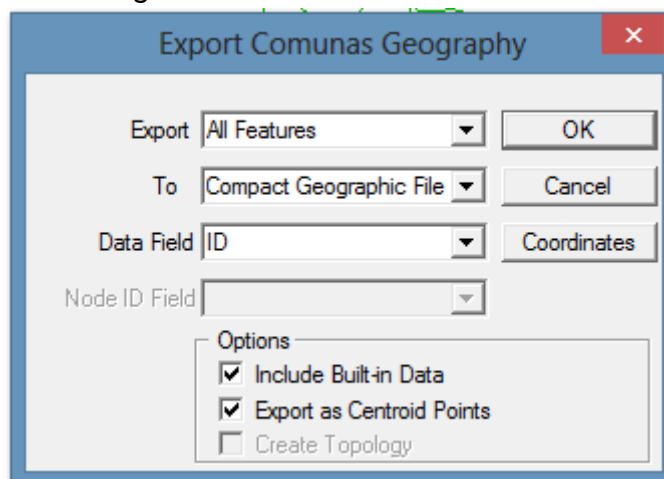 Export Comunas Geography
Export All Features OK
To Compact Geographic File Cancel
Data Field ID Coordinates
Node ID Field
Options
Include Built-in Data
Export as Centroid Points
Create Topology